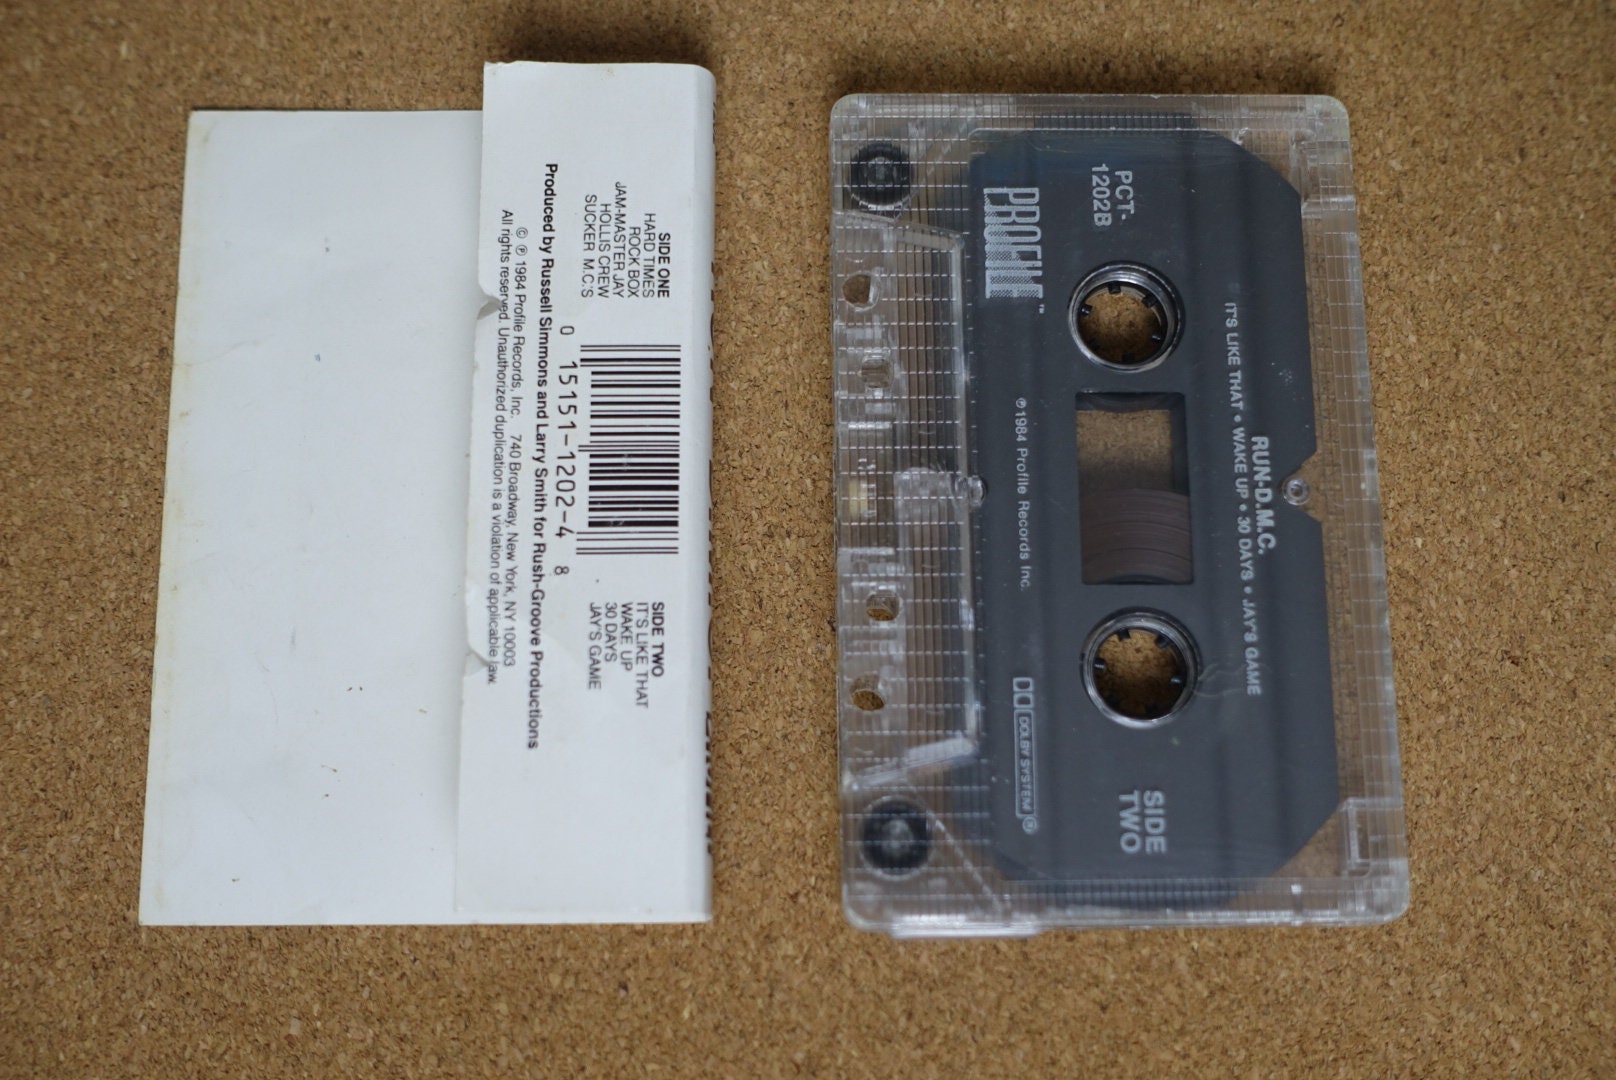 SIDE ONE
HARD TIMES
ROCK BOX
JAM-MASTER JAY
HOLLIS CREW
SUCKER M.C.'S
0 15151-1202-4 8
SIDE TWO
IT'S LIKE THAT
WAKE UP
30 DAYS
JAY'S GAME
Produced by Russell Simmons and Larry Smith for Rush-Groove Productions
© ℗ 1984 Profile Records, Inc. 740 Broadway, New York, NY 10003
All rights reserved. Unauthorized duplication is a violation of applicable law.
RUN-D.M.C.
IT'S LIKE THAT • WAKE UP • 30 DAYS • JAY'S GAME
PCT-
1202B
SIDE
TWO
PROFILE™
℗1984 Profile Records Inc.
DOLBY SYSTEM®